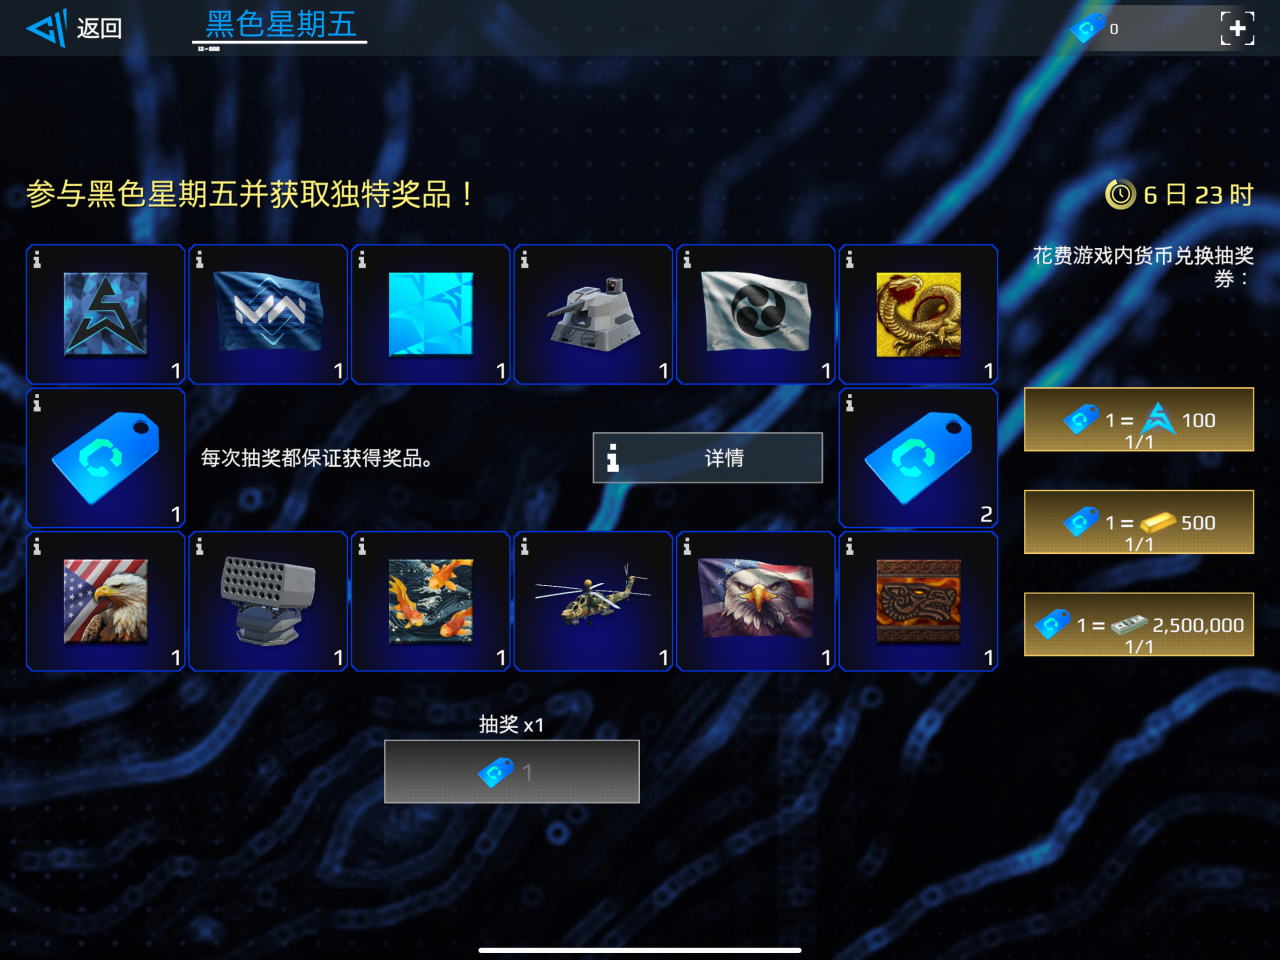 返回
黑色星期五
0
参与黑色星期五并获取独特奖品！
6 日 23 时
花费游戏内货币兑换抽奖
券：
1
1
1
1
1
1
1
每次抽奖都保证获得奖品。
详情
2
1 = 100
1/1
1 = 500
1/1
1 = 2,500,000
1/1
1
1
1
1
1
1
抽奖 x1
1